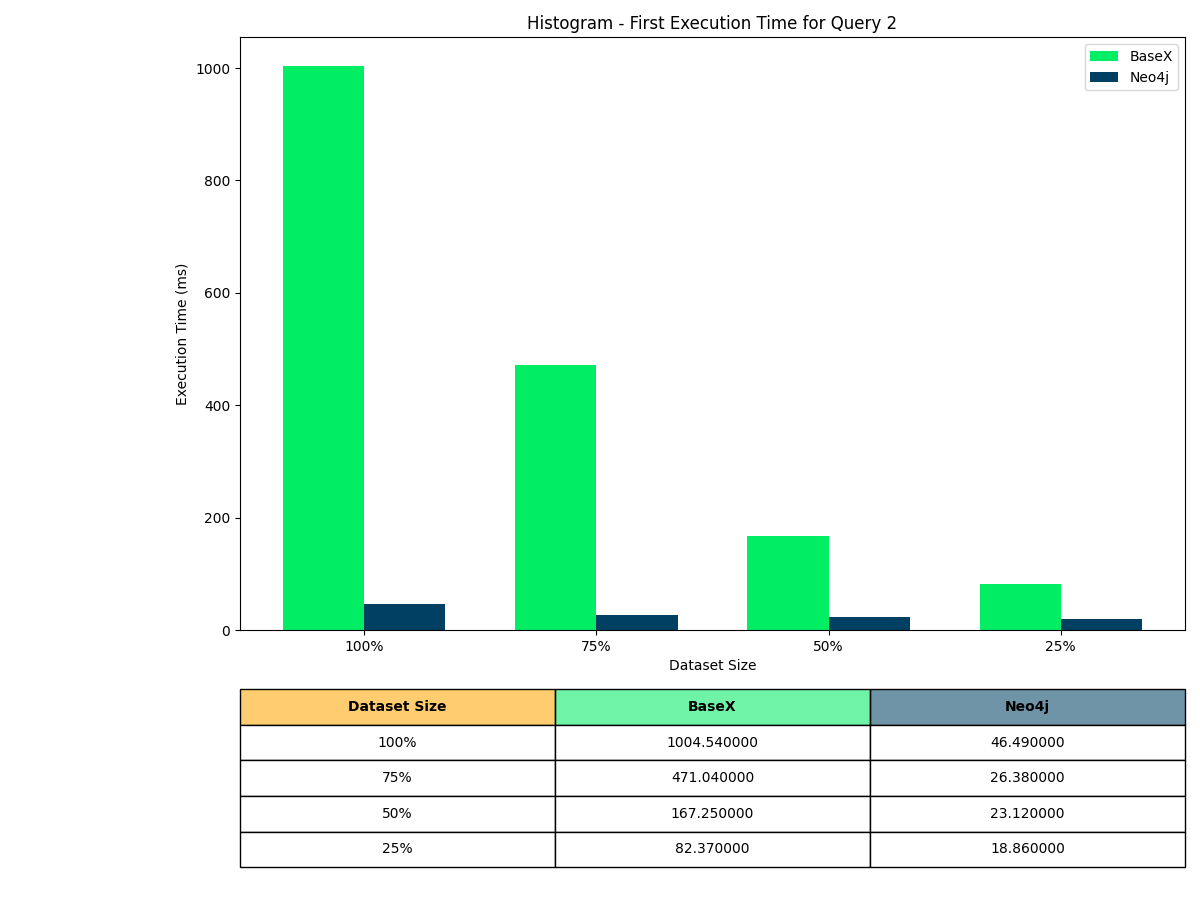 Histogram - First Execution Time for Query 2
BaseX
Neo4j
1000
800
600
400
200
0
Execution Time (ms)
100% 75% 50% 25%
Dataset Size
Dataset Size BaseX Neo4j
100% 1004.540000 46.490000
75% 471.040000 26.380000
50% 167.250000 23.120000
25% 82.370000 18.860000